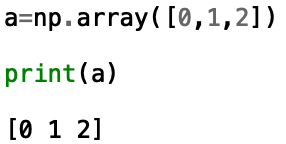 a=np.array([0,1,2])
print(a)
[0 1 2]